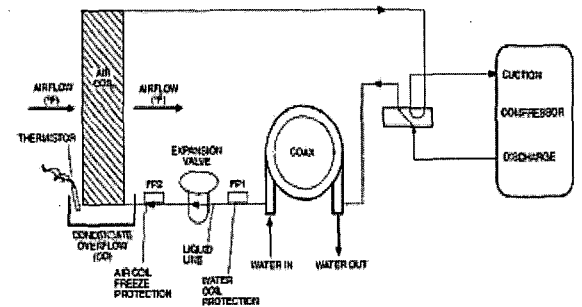 AIR
COIL
AIRFLOW
(°F)
AIRFLOW
(°F)
THERMISTOR
EXPANSION
VALVE
COAX
SUCTION
COMPRESSOR
DISCHARGE
FP2
FP1
CONDENSATE
OVERFLOW
(CO)
LIQUID
LINE
AIR COIL
FREEZE
PROTECTION
WATER
COIL
PROTECTION
WATER IN
WATER OUT